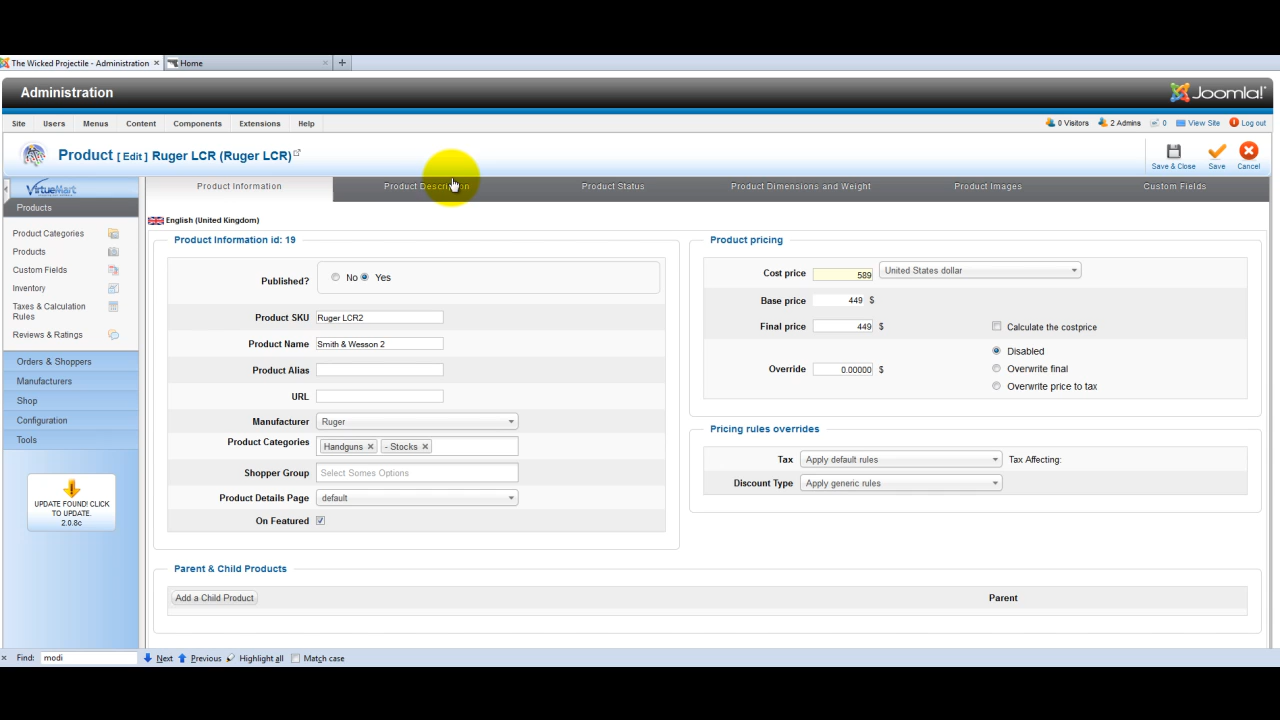 The Wicked Projectile - Administration × Home × +
Administration
Joomla!
Site Users Menus Content Components Extensions Help
0 Visitors 2 Admins 0 View Site Log out
Product [ Edit ] Ruger LCR (Ruger LCR)
Save & Close Save Cancel
VirtueMart
Product Information Product Description Product Status Product Dimensions and Weight Product Images Custom Fields
Products
Product Categories
Products
Custom Fields
Inventory
Taxes & Calculation
Rules
Reviews & Ratings
Orders & Shoppers
Manufacturers
Shop
Configuration
Tools
UPDATE FOUND! CLICK
TO UPDATE.
2.0.8c
English (United Kingdom)
Product Information id: 19
Published? No Yes
Product SKU Ruger LCR2
Product Name Smith & Wesson 2
Product Alias
URL
Manufacturer Ruger
Product Categories Handguns × - Stocks ×
Shopper Group Select Somes Options
Product Details Page default
On Featured
Product pricing
Cost price 589 United States dollar
Base price 449 $
Final price 449 $ Calculate the costprice
Disabled
Override 0.00000 $ Overwrite final
Overwrite price to tax
Pricing rules overrides
Tax Apply default rules Tax Affecting:
Discount Type Apply generic rules
Parent & Child Products
Add a Child Product Parent
× Find: modi Next Previous Highlight all Match case